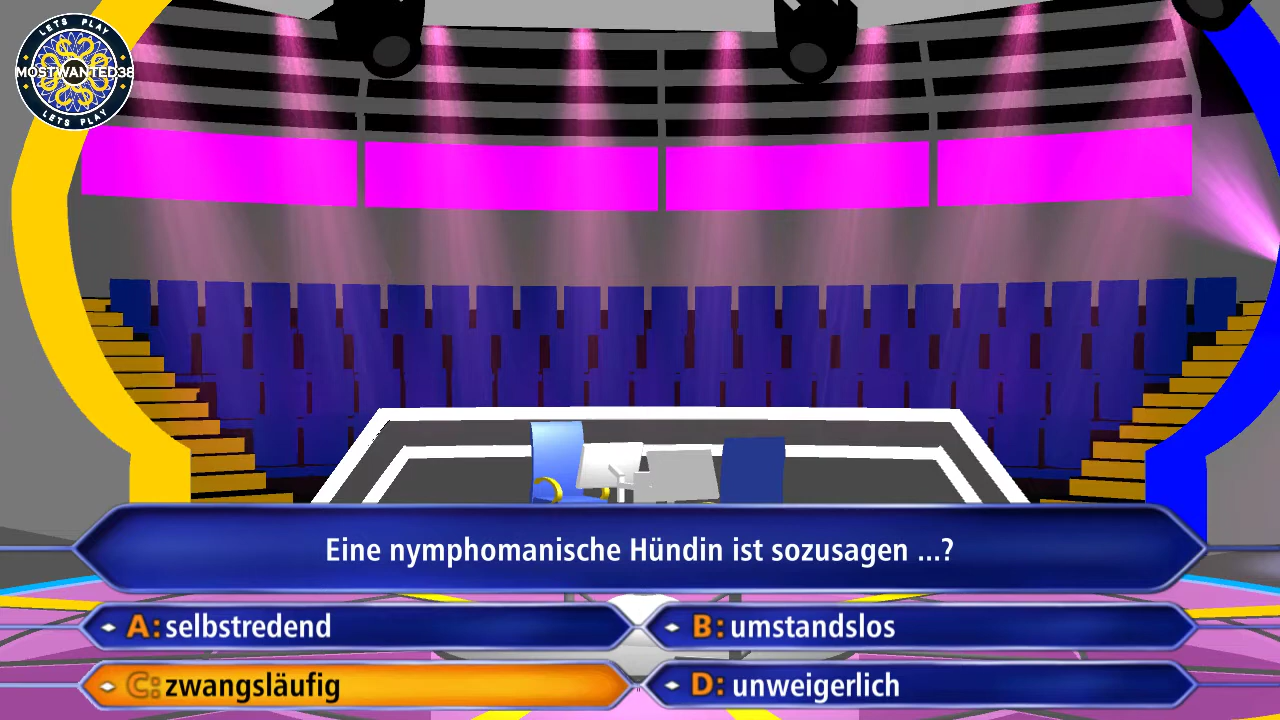 LETS PLAY
MOSTWANTED38
LETS PLAY
Eine nymphomanische Hündin ist sozusagen ...?
A: selbstredend
B: umstandslos
C: zwangsläufig
D: unweigerlich